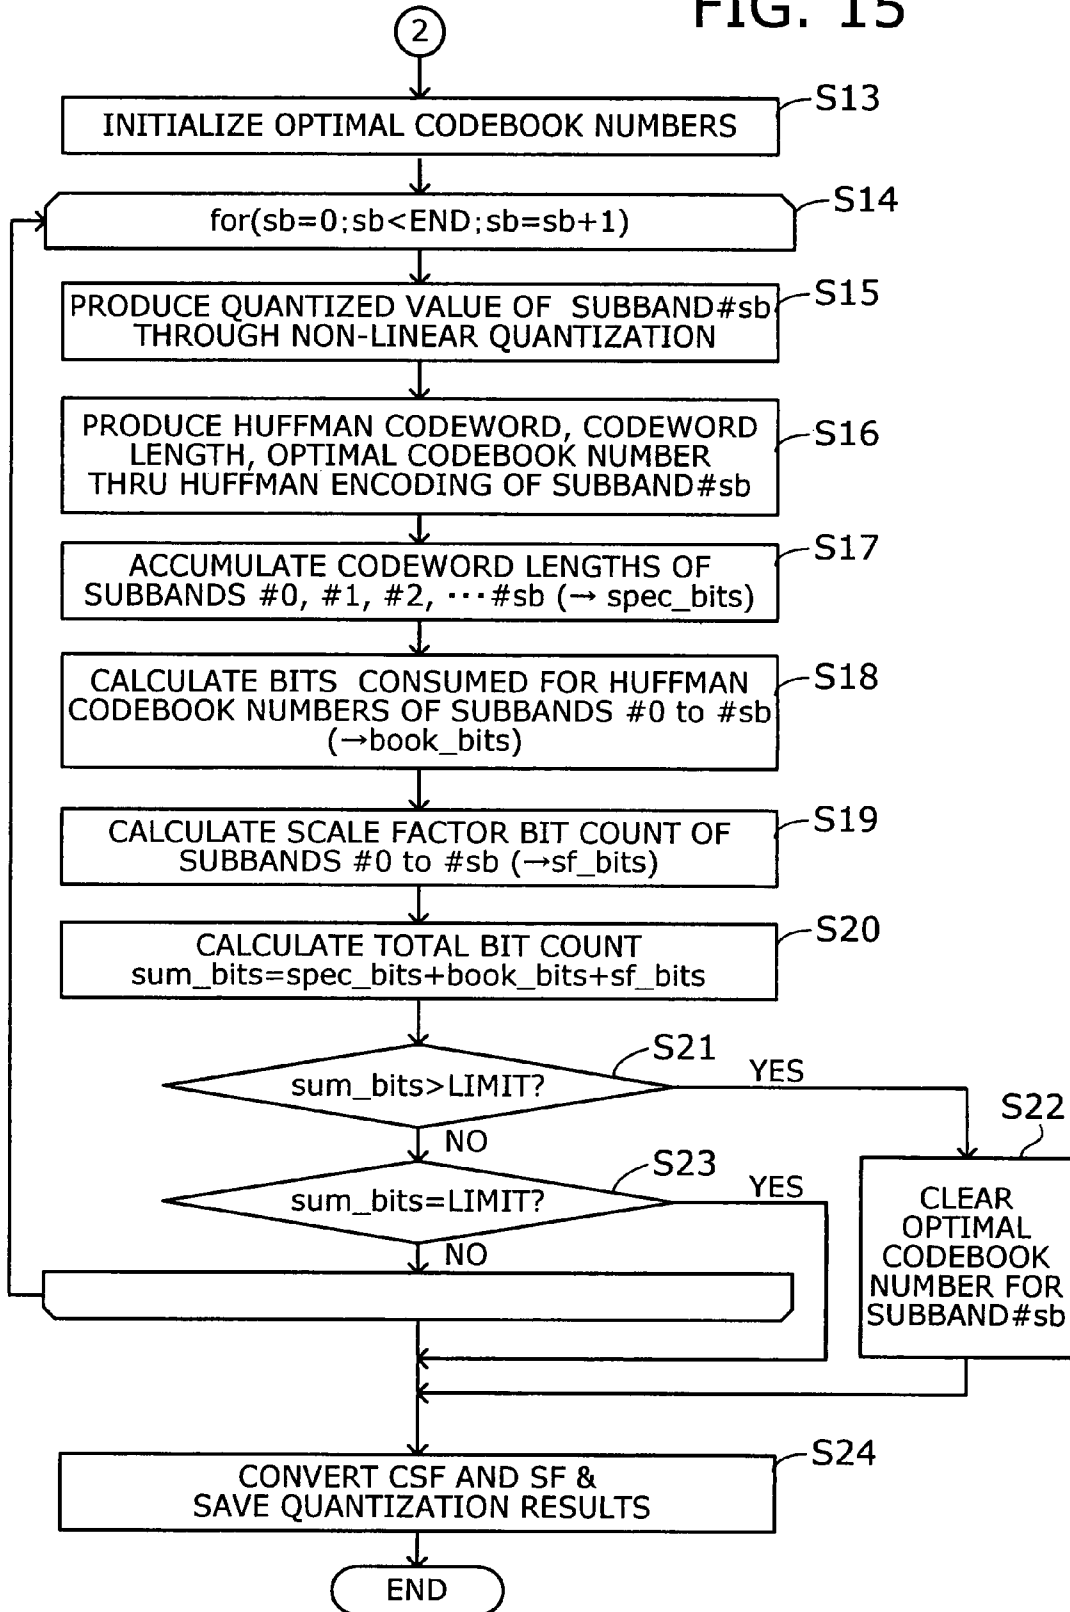 FIG. 15
2
S13
INITIALIZE OPTIMAL CODEBOOK NUMBERS
S14
for(sb=0;sb<END;sb=sb+1)
S15
PRODUCE QUANTIZED VALUE OF SUBBAND#sb
THROUGH NON-LINEAR QUANTIZATION
S16
PRODUCE HUFFMAN CODEWORD, CODEWORD
LENGTH, OPTIMAL CODEBOOK NUMBER
THRU HUFFMAN ENCODING OF SUBBAND#sb
S17
ACCUMULATE CODEWORD LENGTHS OF
SUBBANDS #0, #1, #2, ···#sb (→ spec_bits)
S18
CALCULATE BITS CONSUMED FOR HUFFMAN
CODEBOOK NUMBERS OF SUBBANDS #0 to #sb
(→book_bits)
S19
CALCULATE SCALE FACTOR BIT COUNT OF
SUBBANDS #0 to #sb (→sf_bits)
S20
CALCULATE TOTAL BIT COUNT
sum_bits=spec_bits+book_bits+sf_bits
S21
sum_bits>LIMIT?
YES
NO
S22
CLEAR
OPTIMAL
CODEBOOK
NUMBER FOR
SUBBAND#sb
S23
sum_bits=LIMIT?
YES
NO
S24
CONVERT CSF AND SF &
SAVE QUANTIZATION RESULTS
END